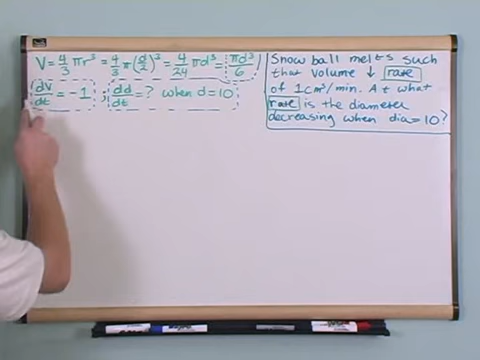 V = 4/3 πr³ = 4/3 π(d/2)³ = 4/24 πd³ = πd³/6
dV/dt = -1 ; dd/dt = ? when d = 10
Snow ball melts such
that volume ↓ rate
of 1cm³/min. At what
rate is the diameter
decreasing when dia = 10?